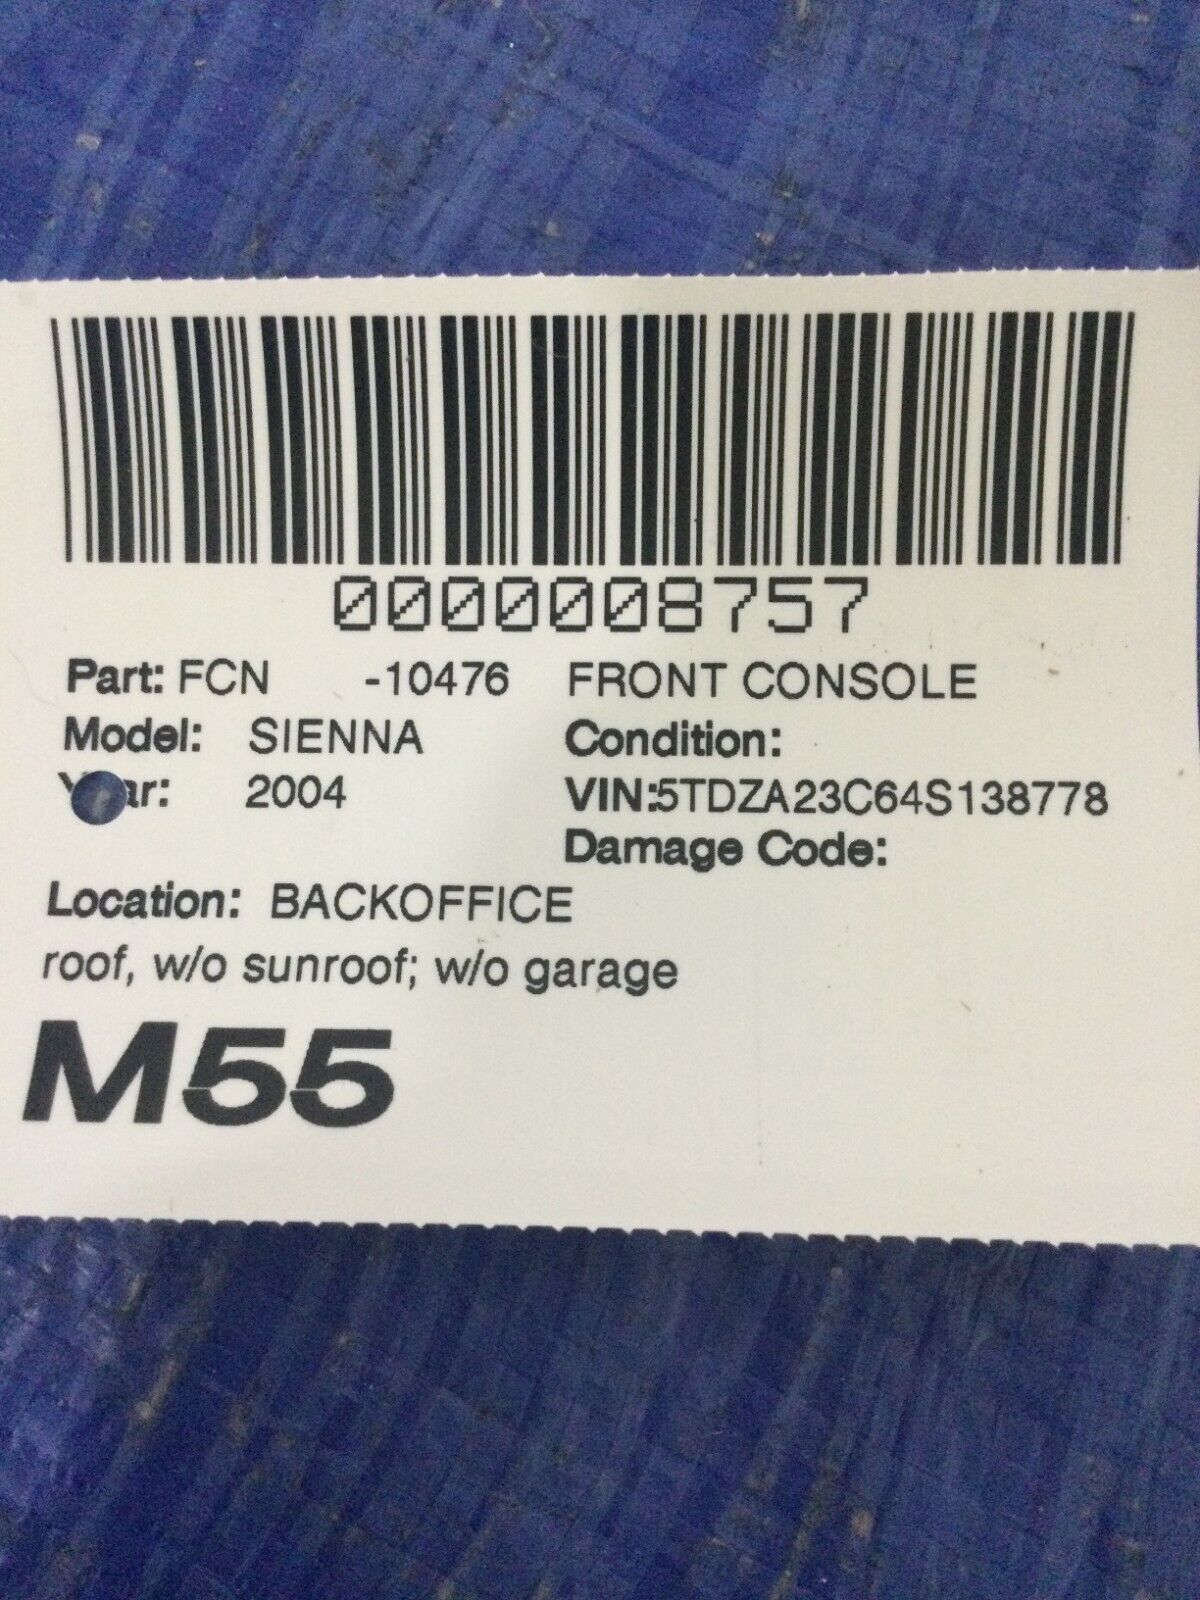 0000008757
Part: FCN -10476 FRONT CONSOLE
Model: SIENNA Condition:
Year: 2004 VIN:5TDZA23C64S138778
Damage Code:
Location: BACKOFFICE
roof, w/o sunroof; w/o garage
M55